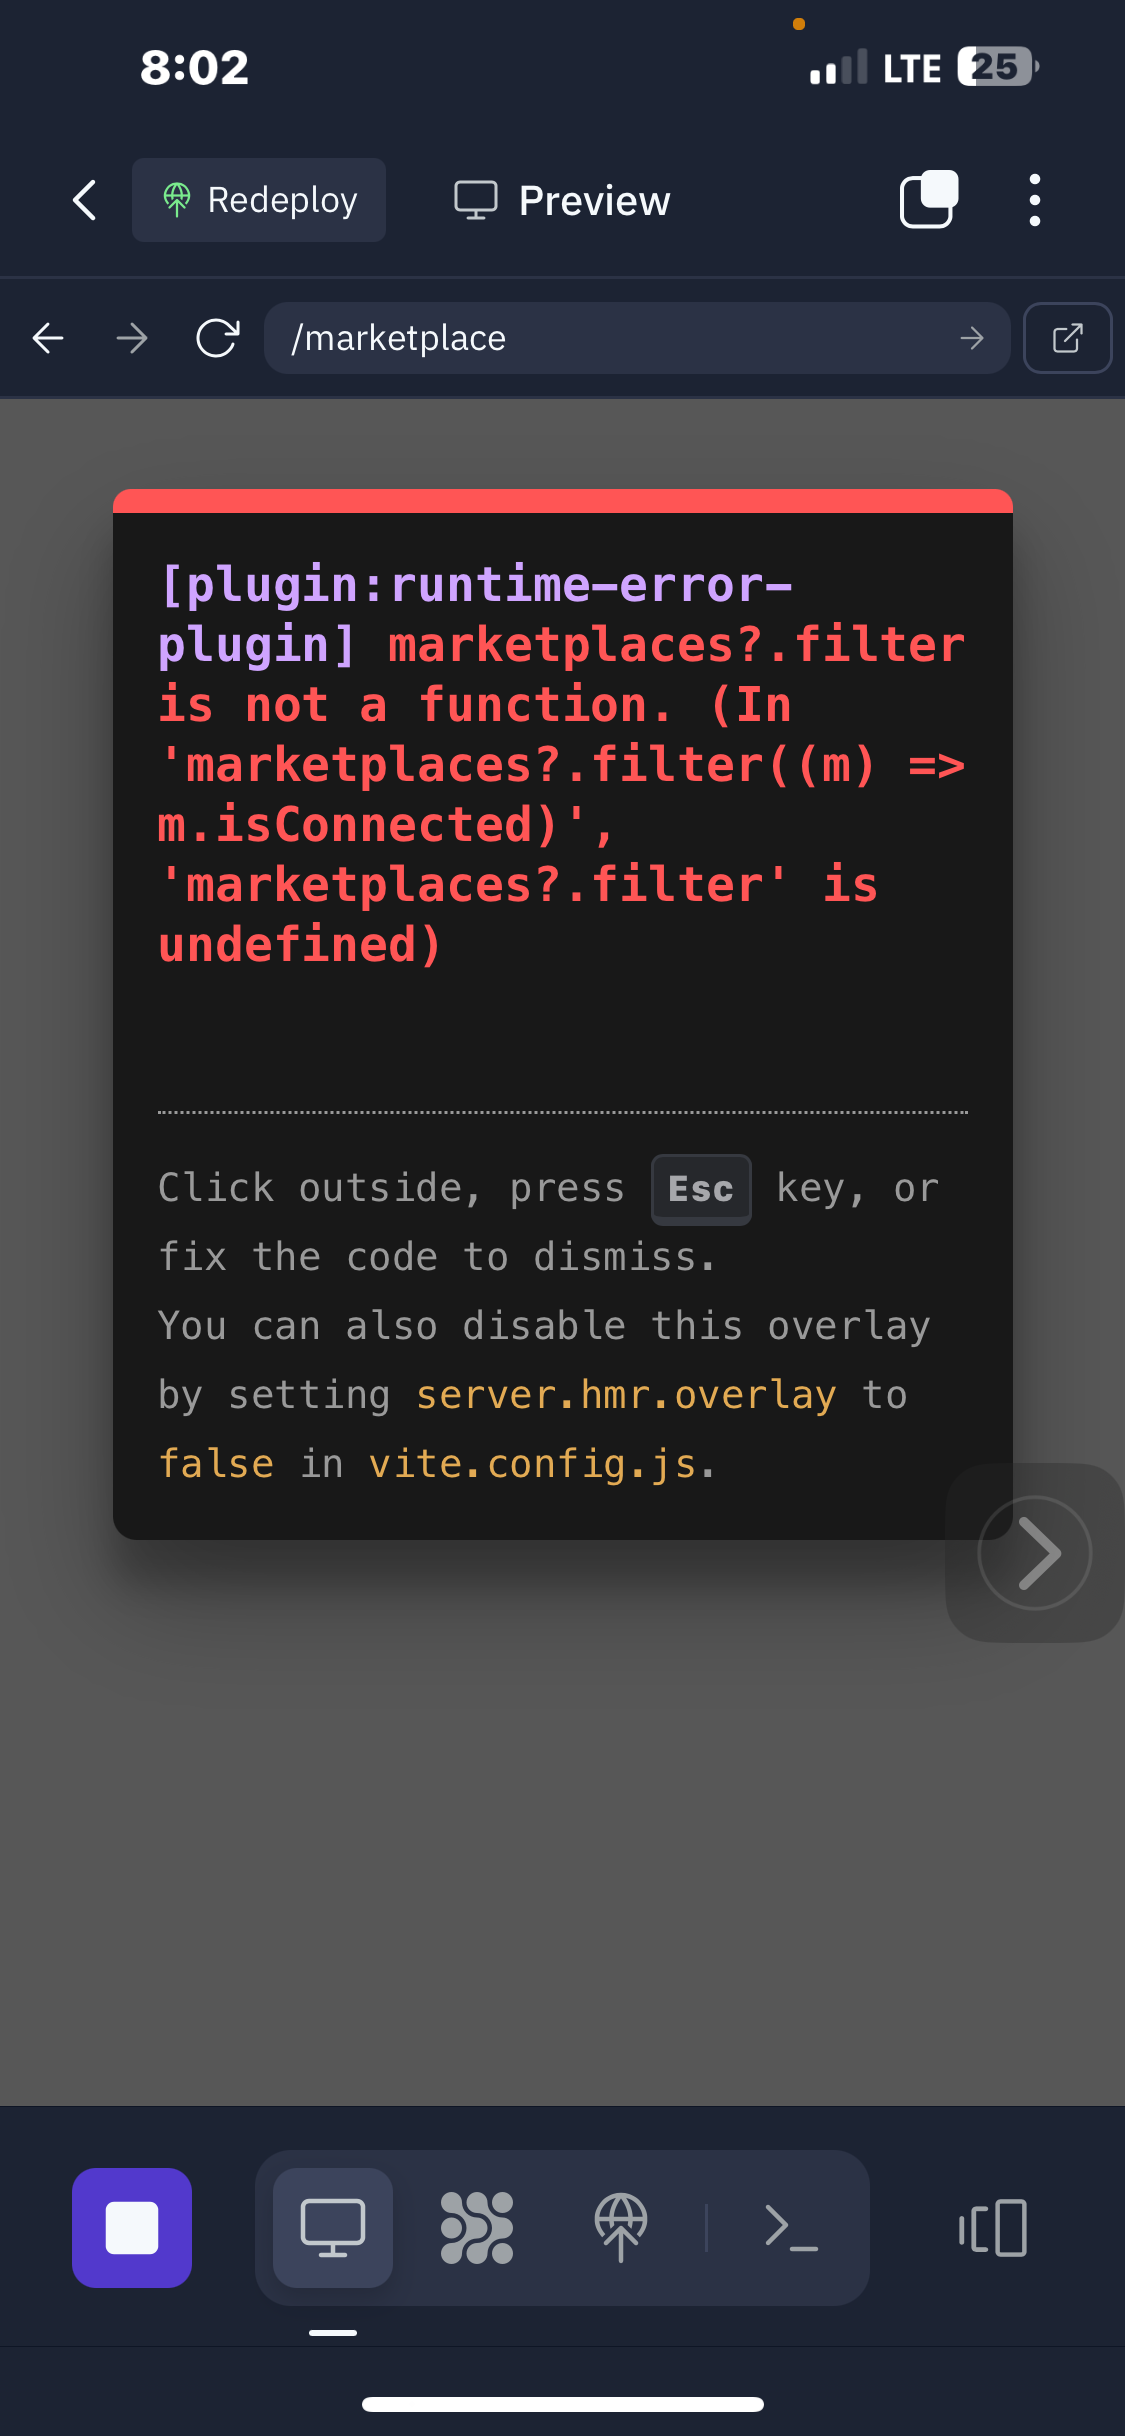 8:02
LTE 25
Redeploy
Preview
/marketplace
[plugin:runtime-error-
plugin] marketplaces?.filter
is not a function. (In
'marketplaces?.filter((m) =>
m.isConnected)',
'marketplaces?.filter' is
undefined)
Click outside, press Esc key, or
fix the code to dismiss.
You can also disable this overlay
by setting server.hmr.overlay to
false in vite.config.js.